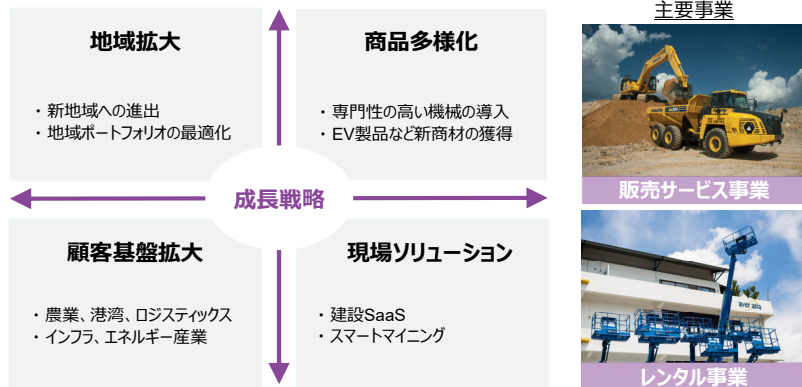 地域拡大
・新地域への進出
・地域ポートフォリオの最適化
商品多様化
・専門性の高い機械の導入
・EV製品など新商材の獲得
成長戦略
顧客基盤拡大
・農業、港湾、ロジスティックス
・インフラ、エネルギー産業
現場ソリューション
・建設SaaS
・スマートマイニング
主要事業
販売サービス事業
レンタル事業